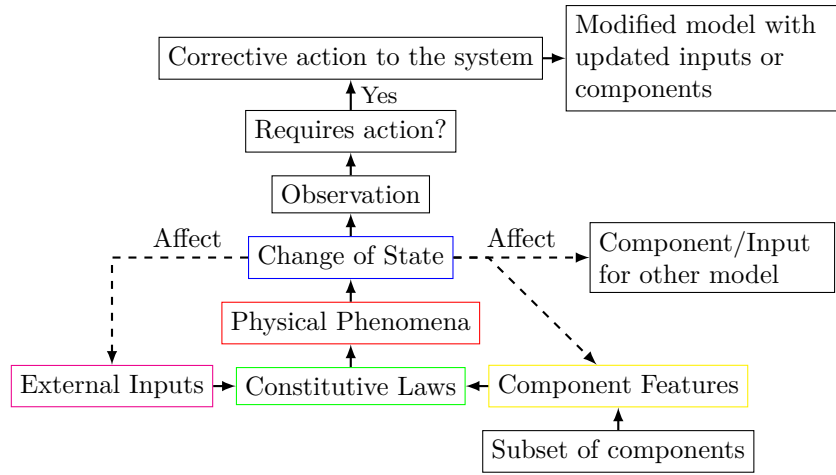 Corrective action to the system
Modified model with
updated inputs or
components
Yes
Requires action?
Observation
Affect
Change of State
Affect
Component/Input
for other model
Physical Phenomena
External Inputs
Constitutive Laws
Component Features
Subset of components